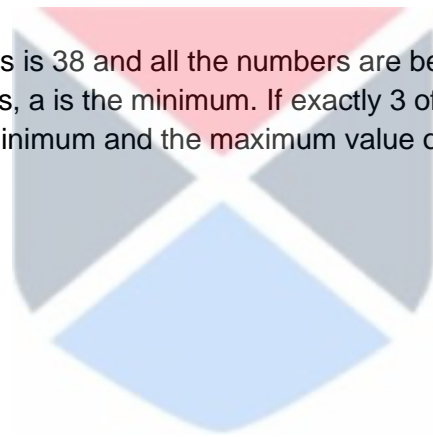 s is 38 and all the numbers are be
s, a is the minimum. If exactly 3 of
inimum and the maximum value o